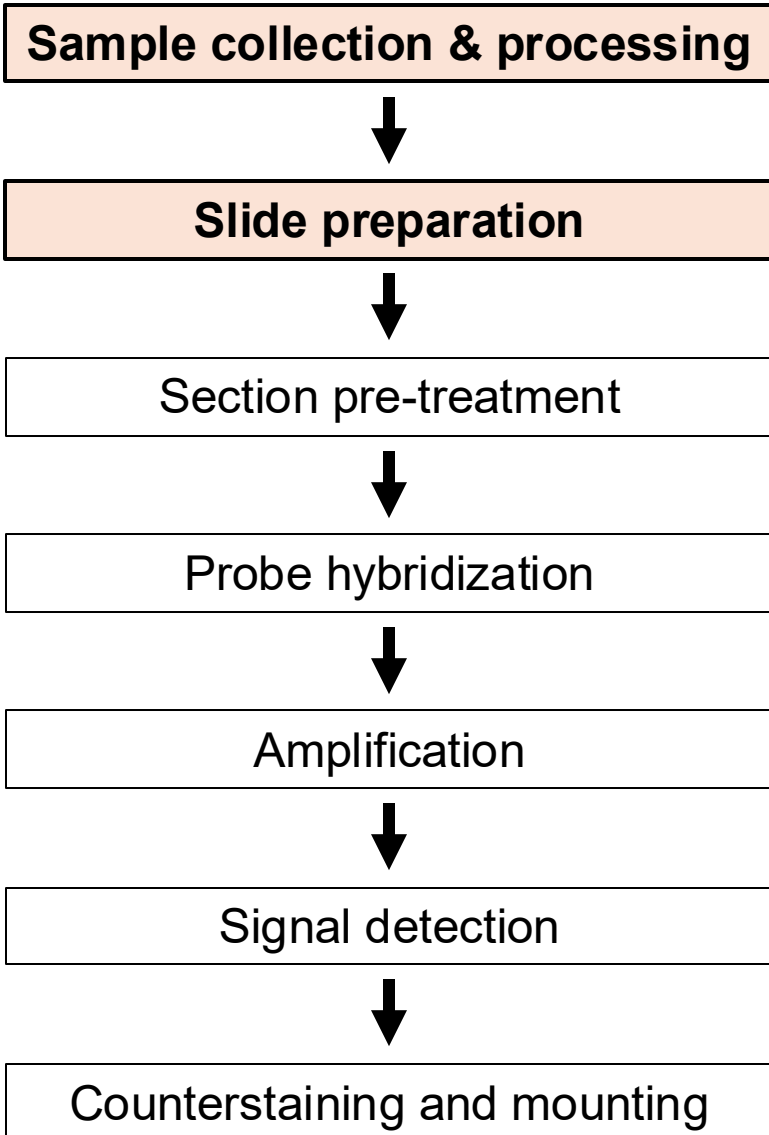 Sample collection & processing
Slide preparation
Section pre-treatment
Probe hybridization
Amplification
Signal detection
Counterstaining and mounting